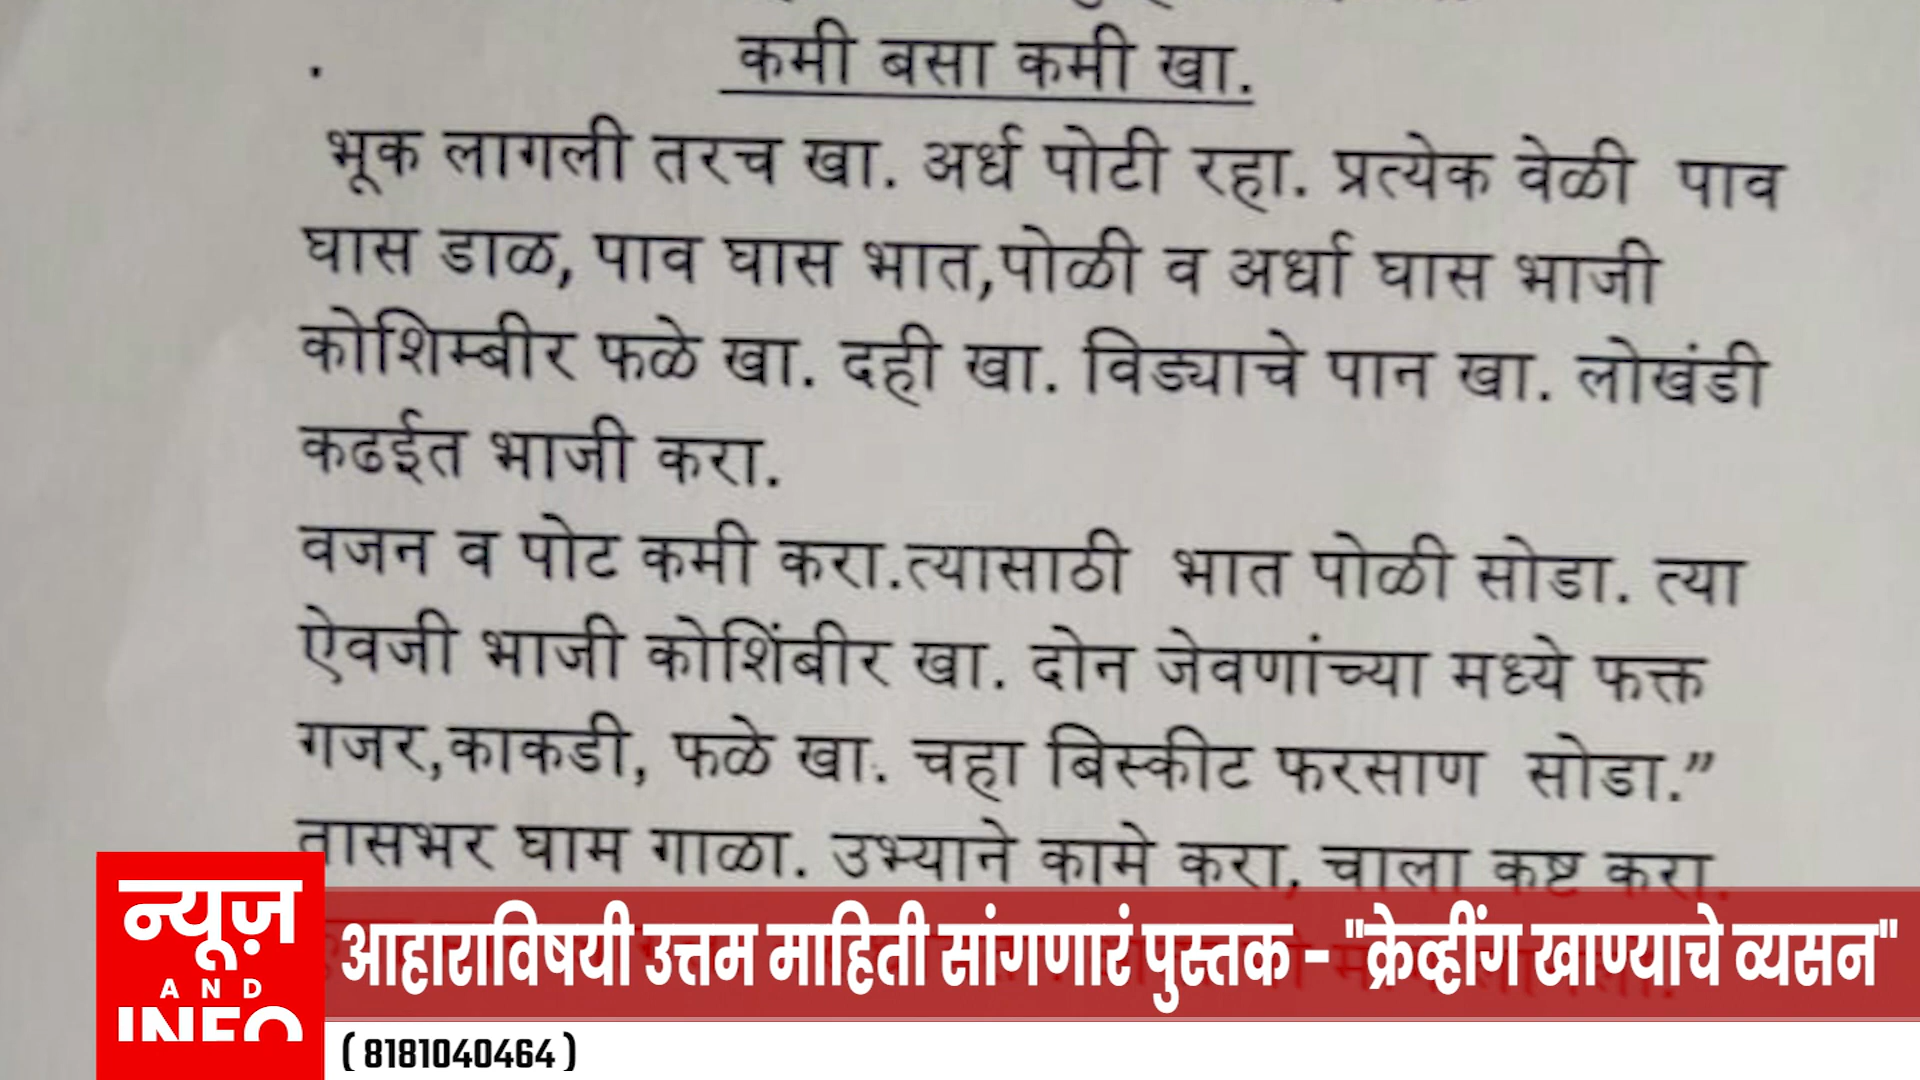 कमी बसा कमी खा.
भूक लागली तरच खा. अर्ध पोटी रहा. प्रत्येक वेळी पाव
घास डाळ, पाव घास भात,पोळी व अर्धा घास भाजी
कोशिम्बीर फळे खा. दही खा. विड्याचे पान खा. लोखंडी
कढईत भाजी करा.
वजन व पोट कमी करा.त्यासाठी भात पोळी सोडा. त्या
ऐवजी भाजी कोशिंबीर खा. दोन जेवणांच्या मध्ये फक्त
गजर,काकडी, फळे खा. चहा बिस्कीट फरसाण सोडा.”
तासभर घाम गाळा. उभ्याने कामे करा, चाला कष्ट करा.
न्यूज़
AND
INFO
आहाराविषयी उत्तम माहिती सांगणारं पुस्तक - "क्रेव्हींग खाण्याचे व्यसन"
( 8181040464 )